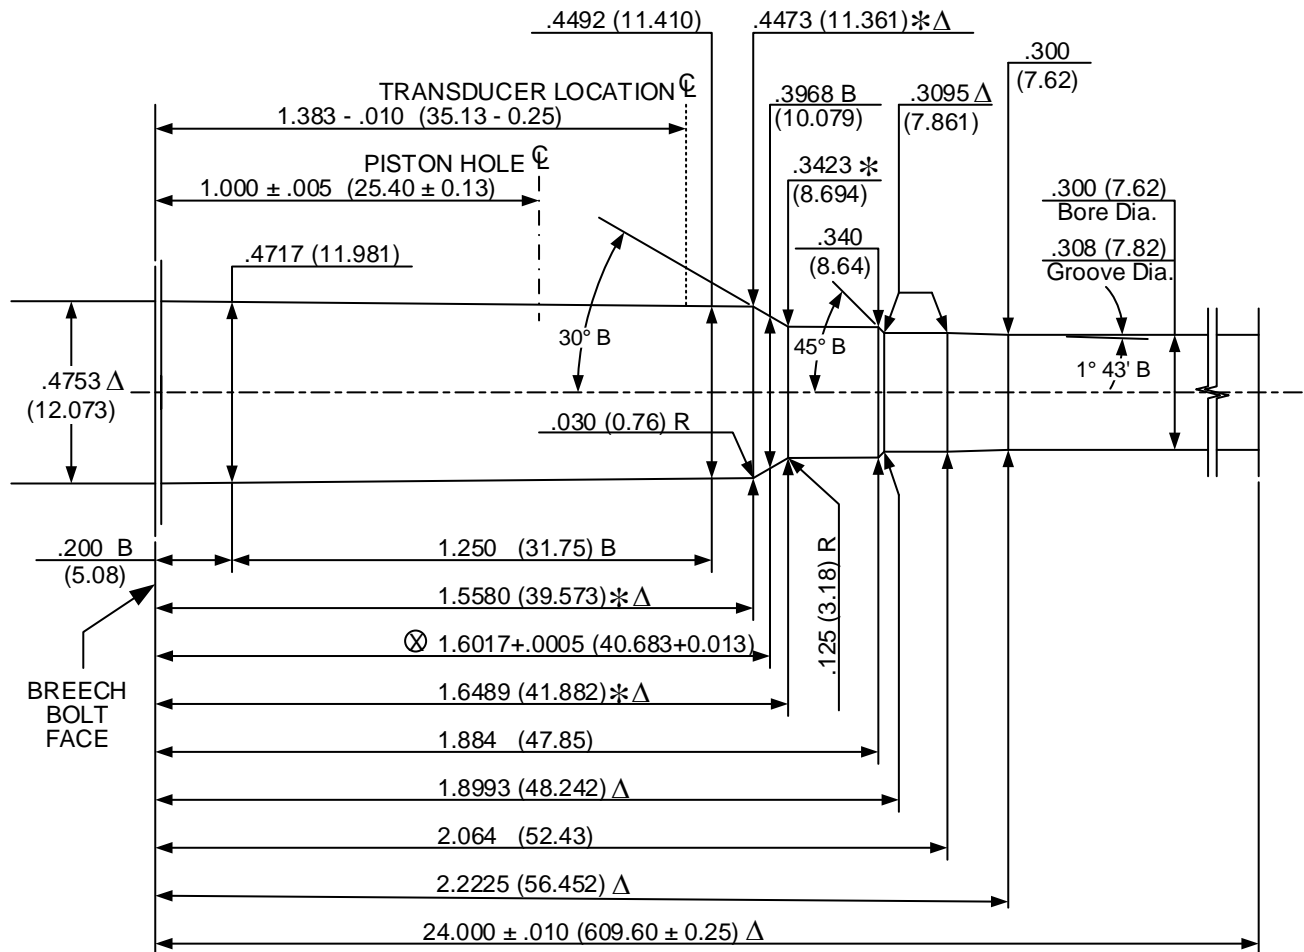 .4492 (11.410)
.4473 (11.361)✻Δ
.300
(7.62)
TRANSDUCER LOCATION ℄
1.383 - .010 (35.13 - 0.25)
.3968 B
(10.079)
.3095 Δ
(7.861)
PISTON HOLE ℄
1.000 ± .005 (25.40 ± 0.13)
.3423 ✻
(8.694)
.300 (7.62)
Bore Dia.
.4717 (11.981)
.340
(8.64)
.308 (7.82)
Groove Dia.
30° B
45° B
1° 43' B
.4753 Δ
(12.073)
.030 (0.76) R
.200 B
(5.08)
1.250 (31.75) B
.125 (3.18) R
1.5580 (39.573)✻Δ
⊗ 1.6017+.0005 (40.683+0.013)
BREECH
BOLT
FACE
1.6489 (41.882)✻Δ
1.884 (47.85)
1.8993 (48.242) Δ
2.064 (52.43)
2.2225 (56.452) Δ
24.000 ± .010 (609.60 ± 0.25) Δ